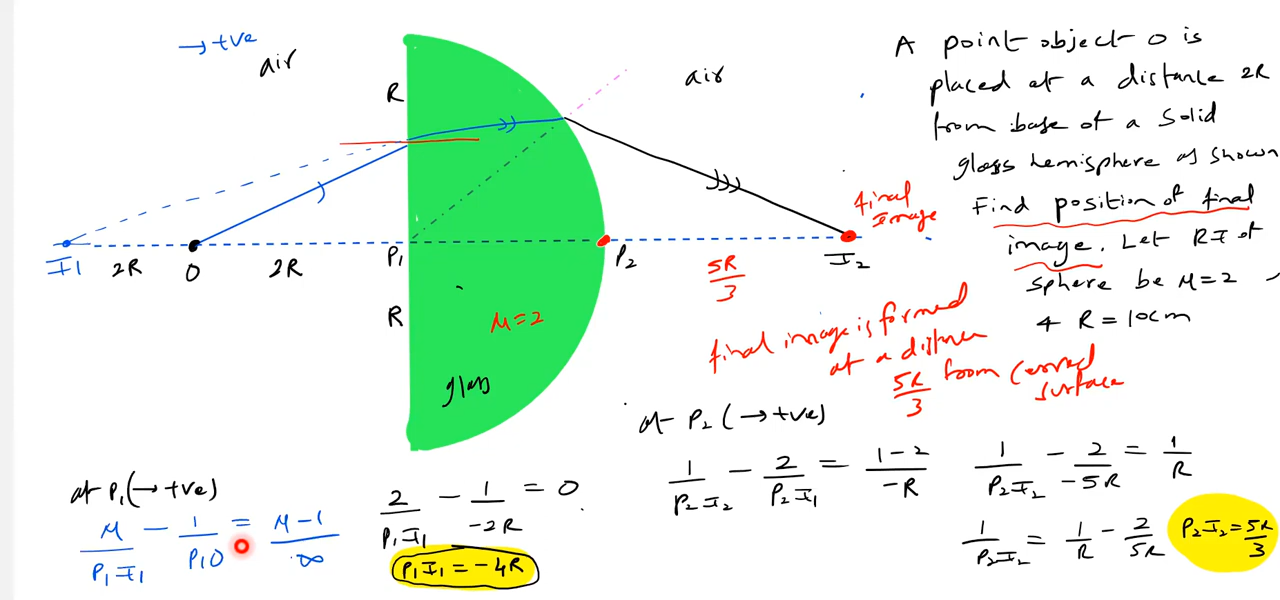 → +ve
air
R
air
A point object O is
placed at a distance 2R
from base of a solid
glass hemisphere as shown
Find position of final
image. Let RI of
sphere be μ=2
& R = 10cm
final
Image
I1 2R O 2R P1 P2 5R/3 I2
R
μ=2
glass
final image is formed
at a distance
5R/3 from curved
surface
at P1 (→ +ve)
μ/P1I1 − 1/P1O = μ−1/∞
2/P1I1 − 1/-2R = 0
P1I1 = −4R
at P2 (→ +ve)
1/P2I2 − 2/P2I1 = 1−2/-R
1/P2I2 − 2/-5R = 1/R
1/P2I2 = 1/R − 2/5R
P2I2 = 5R/3